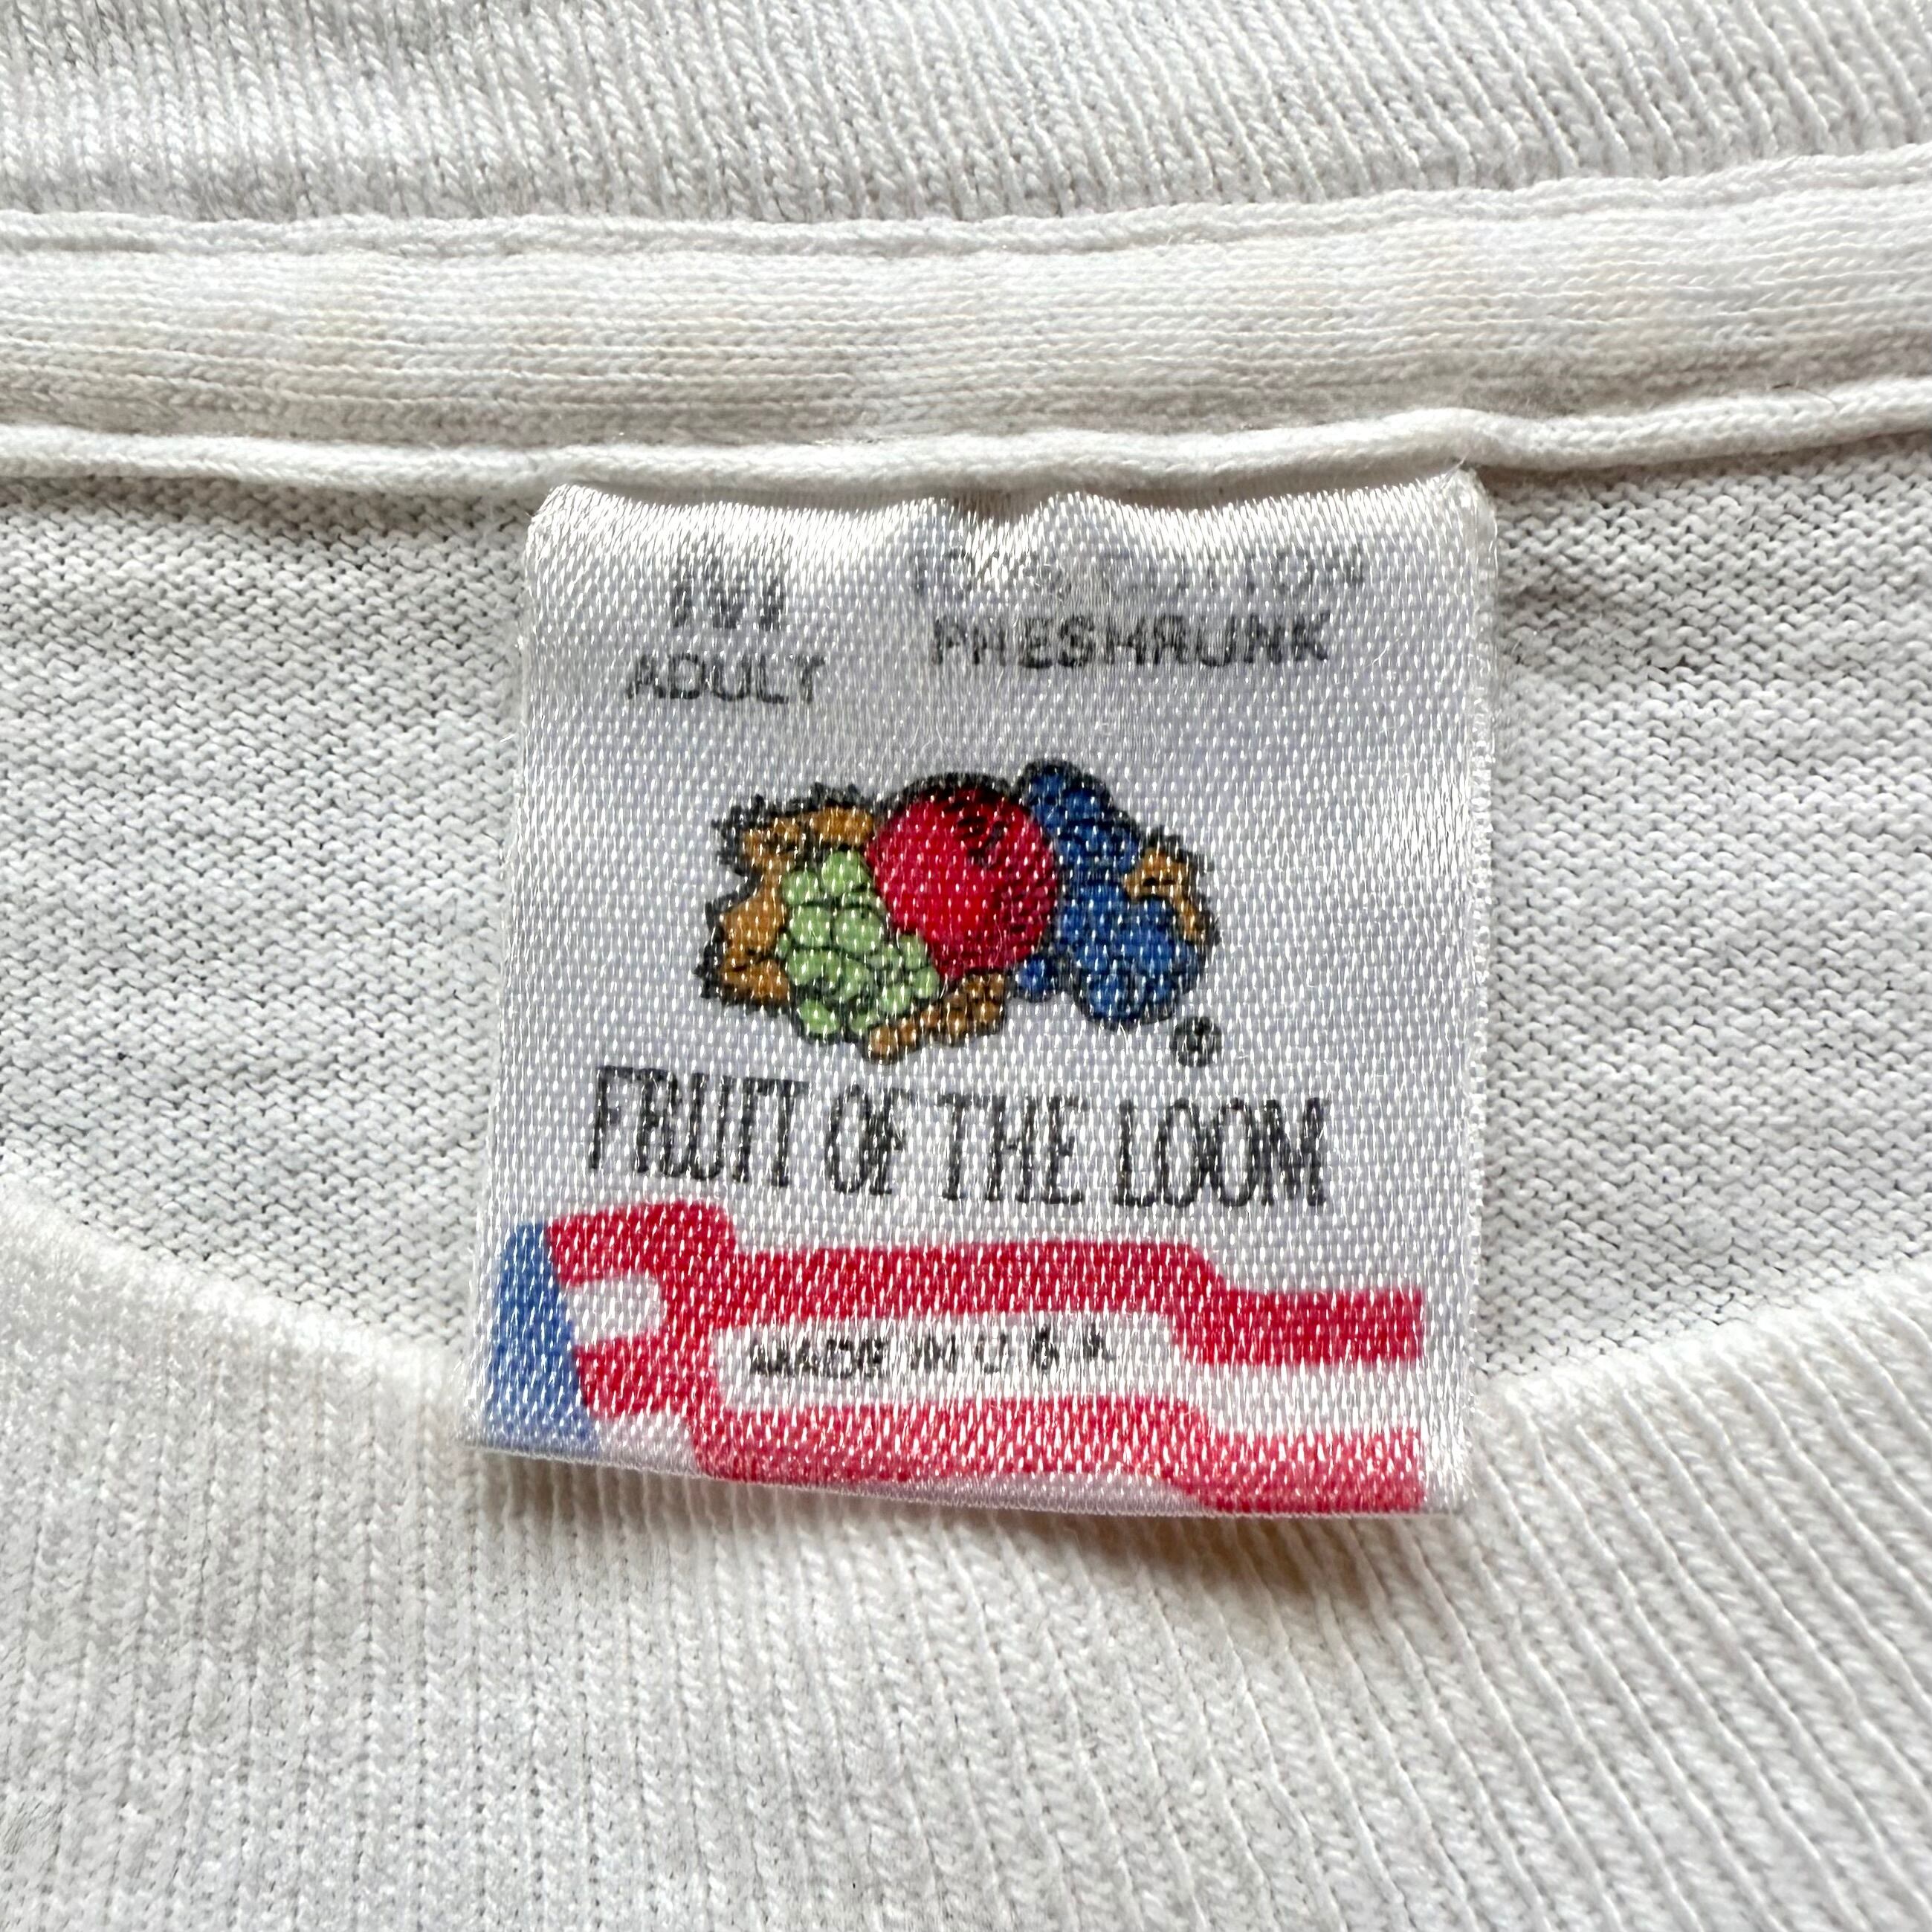 M
ADULT
100% COTTON
PRESHRUNK
®
FRUIT OF THE LOOM
MADE IN U.S.A.